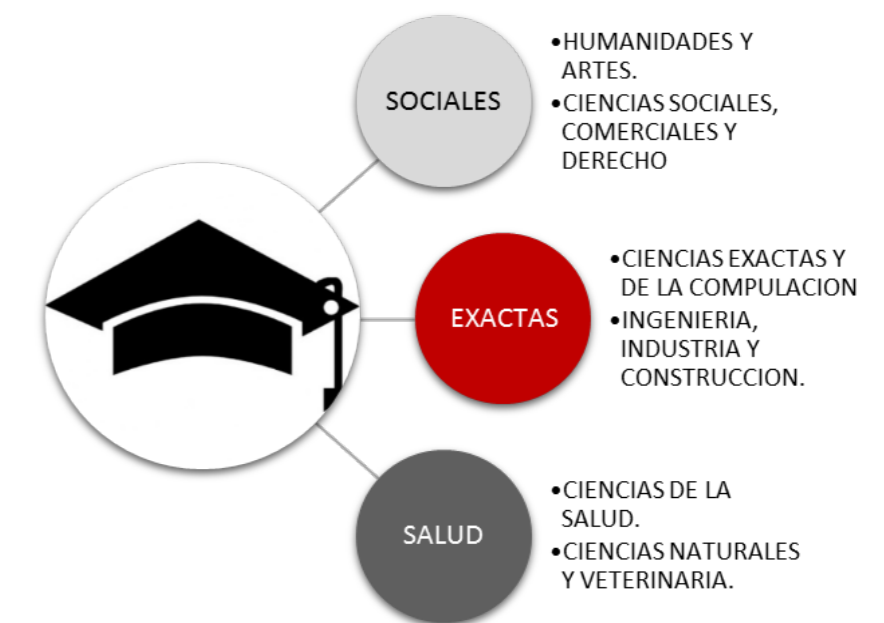 SOCIALES
•HUMANIDADES Y
ARTES.
•CIENCIAS SOCIALES,
COMERCIALES Y
DERECHO
EXACTAS
•CIENCIAS EXACTAS Y
DE LA COMPULACION
•INGENIERIA,
INDUSTRIA Y
CONSTRUCCION.
SALUD
•CIENCIAS DE LA
SALUD.
•CIENCIAS NATURALES
Y VETERINARIA.